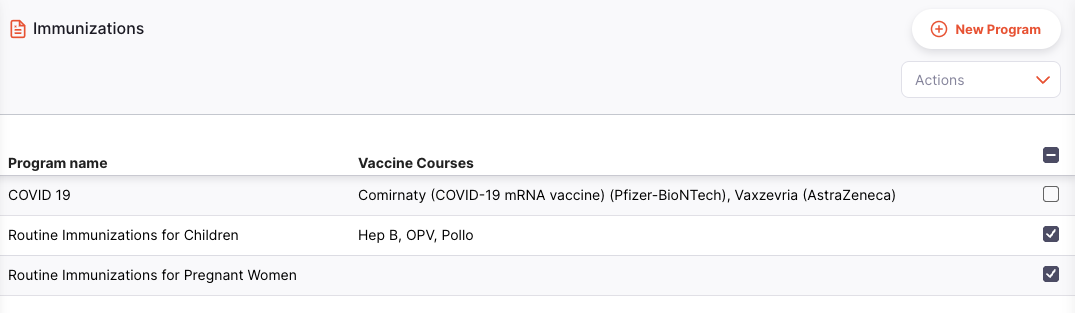 Immunizations
New Program
Actions
Program name Vaccine Courses
COVID 19 Comirnaty (COVID-19 mRNA vaccine) (Pfizer-BioNTech), Vaxzevria (AstraZeneca)
Routine Immunizations for Children Hep B, OPV, Pollo
Routine Immunizations for Pregnant Women